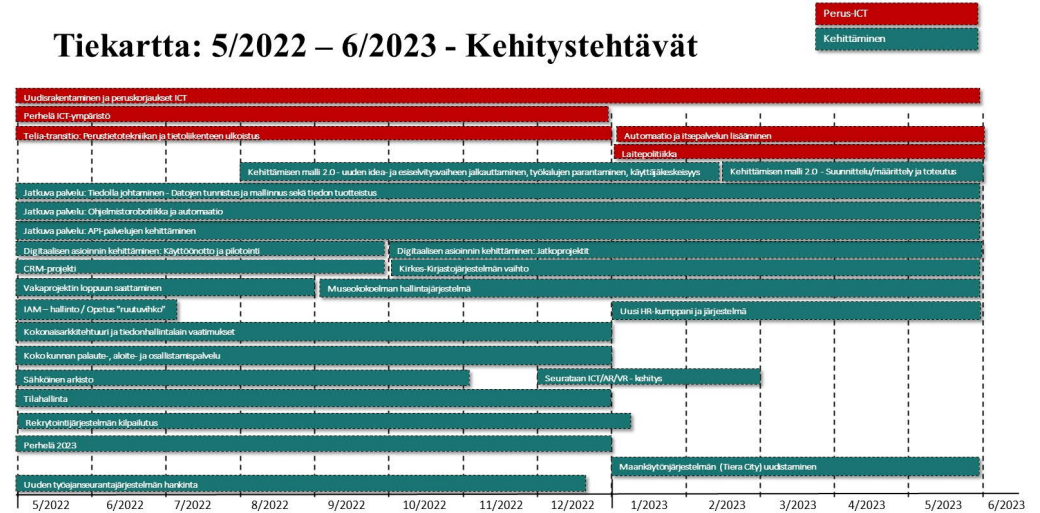 Perus-ICT
Tiekartta: 5/2022 – 6/2023 - Kehitystehtävät
Kehittäminen
Uudisrakentaminen ja peruskorjaukset ICT
Perhelä ICT-ympäristö
Telia-transitio: Perustietotekniikan ja tietoliikenteen ulkoistus
Automaatio ja itsepalvelun lisääminen
Laitepolitiikka
Kehittämisen malli 2.0 - uuden idea- ja esiselvitysvaiheen jalkauttaminen, työkalujen parantaminen, käyttäjäkeskeisyys
Kehittämisen malli 2.0 - Suunnittelu/määrittely ja toteutus
Jatkuva palvelu: Tiedolla johtaminen - Datojen tunnistus ja mallinnus sekä tiedon tuotteistus
Jatkuva palvelu: Ohjelmistorobotiikka ja automaatio
Jatkuva palvelu: API-palvelujen kehittäminen
Digitaalisen asioinnin kehittäminen: Käyttöönotto ja pilotointi
Digitaalisen asioinnin kehittäminen: Jatkoprojektit
CRM-projekti
Kirkes-Kirjastojärjestelmän vaihto
Vakaprojektin loppuun saattaminen
Museokokoelman hallintajärjestelmä
IAM – hallinto / Opetus "ruutuvihko"
Uusi HR-kumppani ja järjestelmä
Kokonaisarkkitehtuuri ja tiedonhallintalain vaatimukset
Koko kunnan palaute-, aloite- ja osallistamispalvelu
Sähköinen arkisto
Seurataan ICT/AR/VR - kehitys
Tilahallinta
Rekrytointijärjestelmän kilpailutus
Perhelä 2023
Maankäytönjärjestelmän (Tiera City) uudistaminen
Uuden työajanseurantajärjestelmän hankinta
5/2022 6/2022 7/2022 8/2022 9/2022 10/2022 11/2022 12/2022 1/2023 2/2023 3/2023 4/2023 5/2023 6/2023